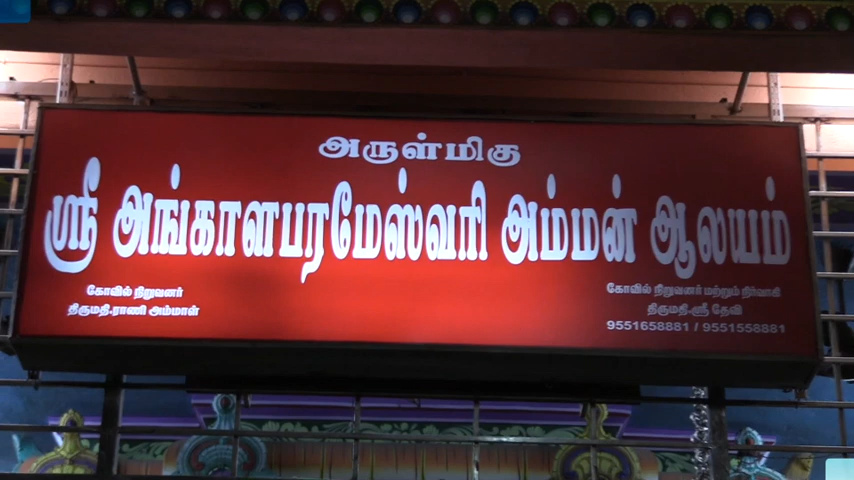 அருள்மிகு
ஸ்ரீ அங்காளபரமேஸ்வரி அம்மன் ஆலயம்
கோவில் நிறுவனர்
திருமதி.ராணி அம்மாள்
கோவில் நிறுவனர் மற்றும் நிர்வாகி
திருமதி.ஸ்ரீ தேவி
9551658881 / 9551558881